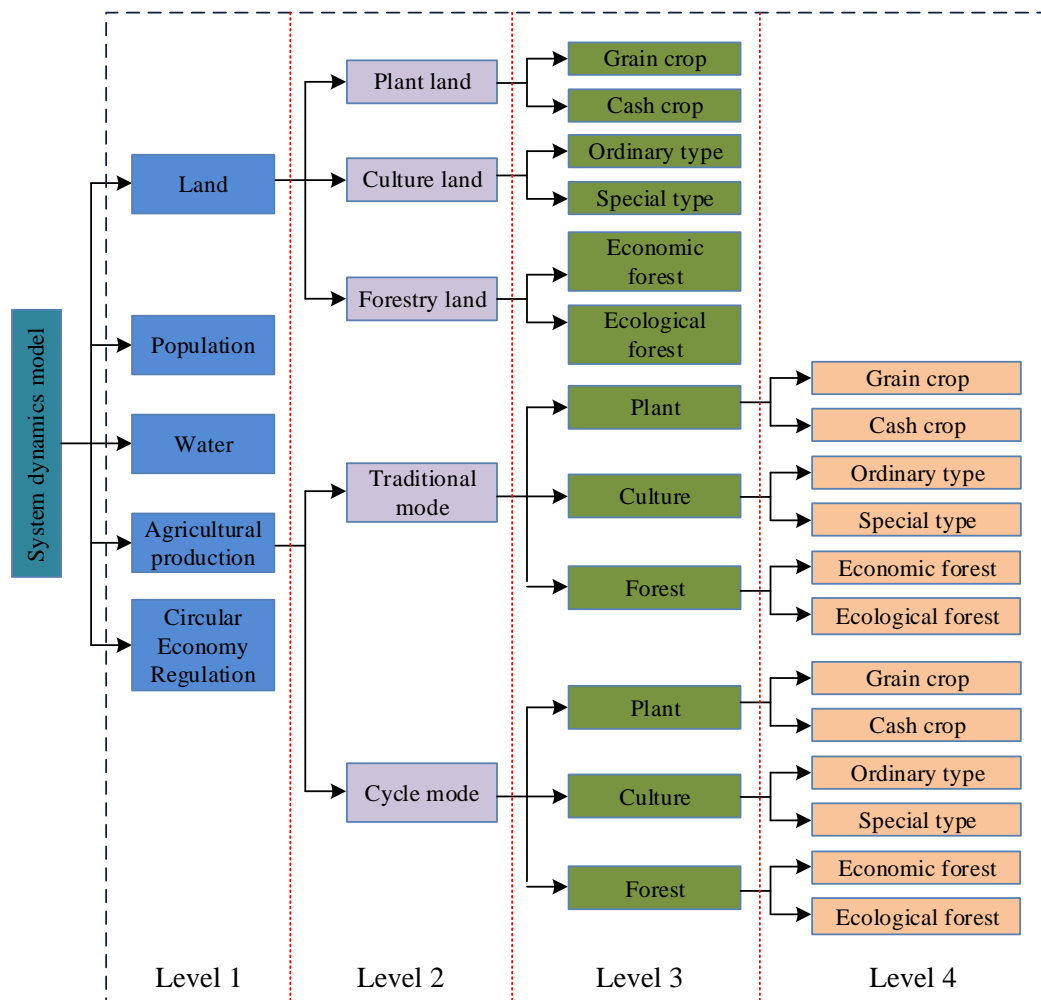 System dynamics model
Land
Population
Water
Agricultural
production
Circular
Economy
Regulation
Plant land
Culture land
Forestry land
Traditional
mode
Cycle mode
Grain crop
Cash crop
Ordinary type
Special type
Economic
forest
Ecological
forest
Plant
Culture
Forest
Plant
Culture
Forest
Grain crop
Cash crop
Ordinary type
Special type
Economic forest
Ecological forest
Grain crop
Cash crop
Ordinary type
Special type
Economic forest
Ecological forest
Level 1
Level 2
Level 3
Level 4